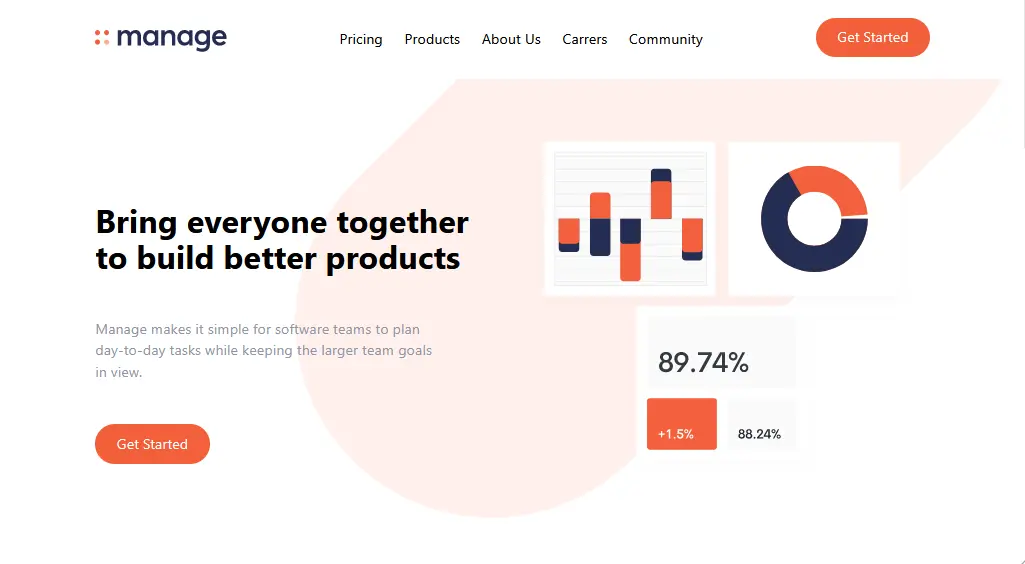 manage
Pricing Products About Us Carrers Community
Get Started
Bring everyone together
to build better products
Manage makes it simple for software teams to plan
day-to-day tasks while keeping the larger team goals
in view.
Get Started
89.74%
+1.5%
88.24%